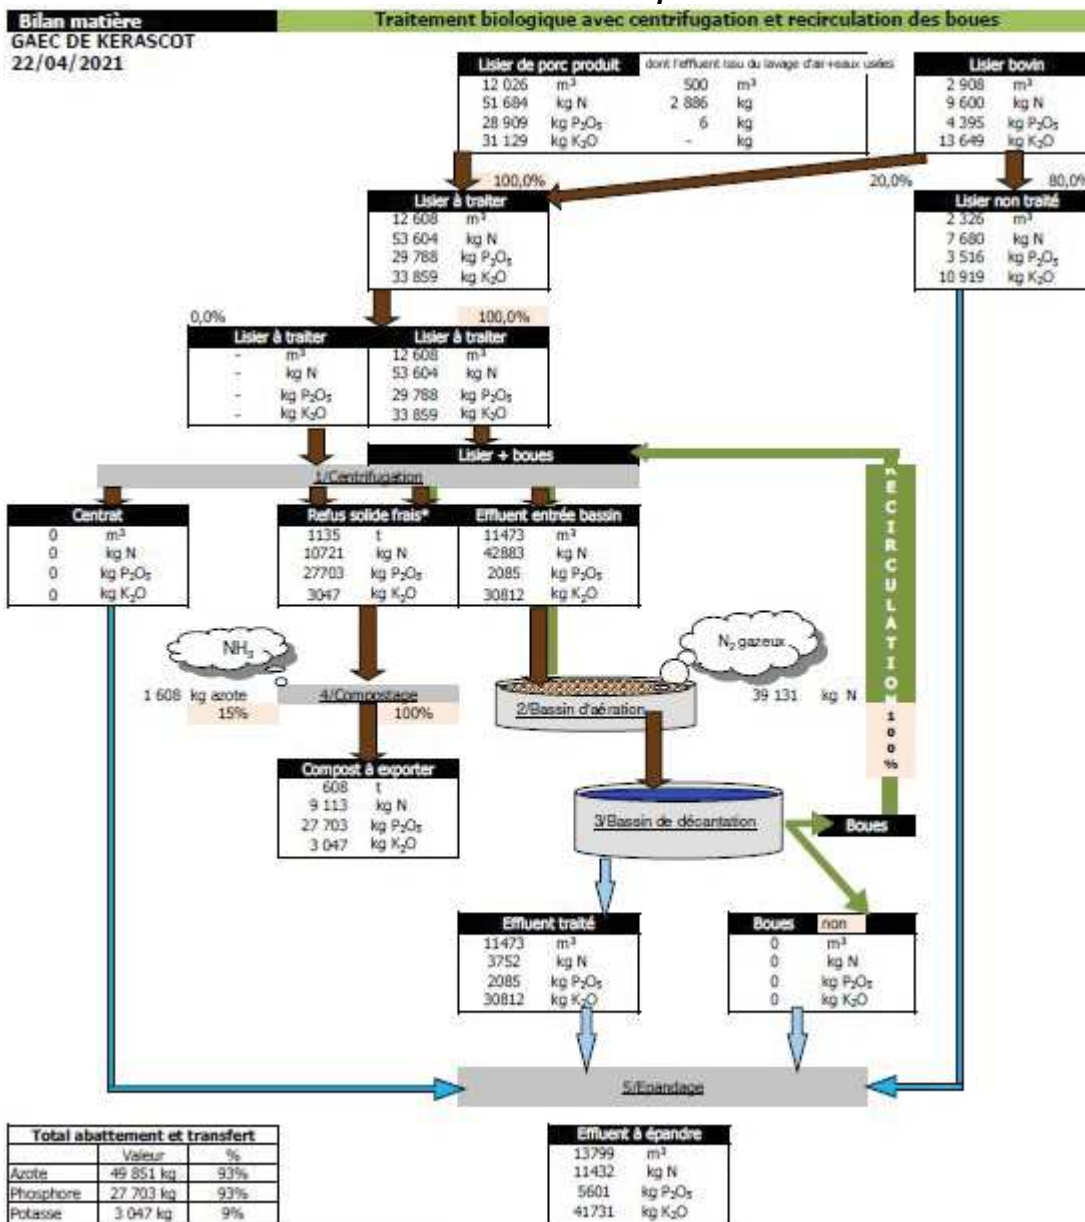 Bilan matière
Traitement biologique avec centrifugation et recirculation des boues
GAEC DE KERASCOT
22/04/2021
Lisier de porc produit
dont l'effluent issu du lavage d'air+eaux usées
12 026 m³ 500 m³
51 684 kg N 2 886 kg
28 909 kg P₂O₅ 6 kg
31 129 kg K₂O - kg
Lisier bovin
2 908 m³
9 600 kg N
4 395 kg P₂O₅
13 649 kg K₂O
100,0%
20,0%
80,0%
Lisier à traiter
12 608 m³
53 604 kg N
29 788 kg P₂O₅
33 859 kg K₂O
Lisier non traité
2 326 m³
7 680 kg N
3 516 kg P₂O₅
10 919 kg K₂O
0,0%
100,0%
Lisier à traiter
- m³
- kg N
- kg P₂O₅
- kg K₂O
Lisier à traiter
12 608 m³
53 604 kg N
29 788 kg P₂O₅
33 859 kg K₂O
Lisier + boues
1/Centrifugation
RECIRCULATION
100%
Centrat
0 m³
0 kg N
0 kg P₂O₅
0 kg K₂O
Refus solide frais*
1135 t
10721 kg N
27703 kg P₂O₅
3047 kg K₂O
Effluent entrée bassin
11473 m³
42883 kg N
2085 kg P₂O₅
30812 kg K₂O
NH₃
N₂ gazeux
1 608 kg azote
15%
4/Compostage
100%
2/Bassin d'aération
39 131 kg N
Compost à exporter
608 t
9 113 kg N
27 703 kg P₂O₅
3 047 kg K₂O
3/Bassin de décantation
Boues
Effluent traité
11473 m³
3752 kg N
2085 kg P₂O₅
30812 kg K₂O
Boues non
0 m³
0 kg N
0 kg P₂O₅
0 kg K₂O
5/Epandage
Total abattement et transfert
Valeur %
Azote 49 851 kg 93%
Phosphore 27 703 kg 93%
Potasse 3 047 kg 9%
Effluent à épandre
13799 m³
11432 kg N
5601 kg P₂O₅
41731 kg K₂O